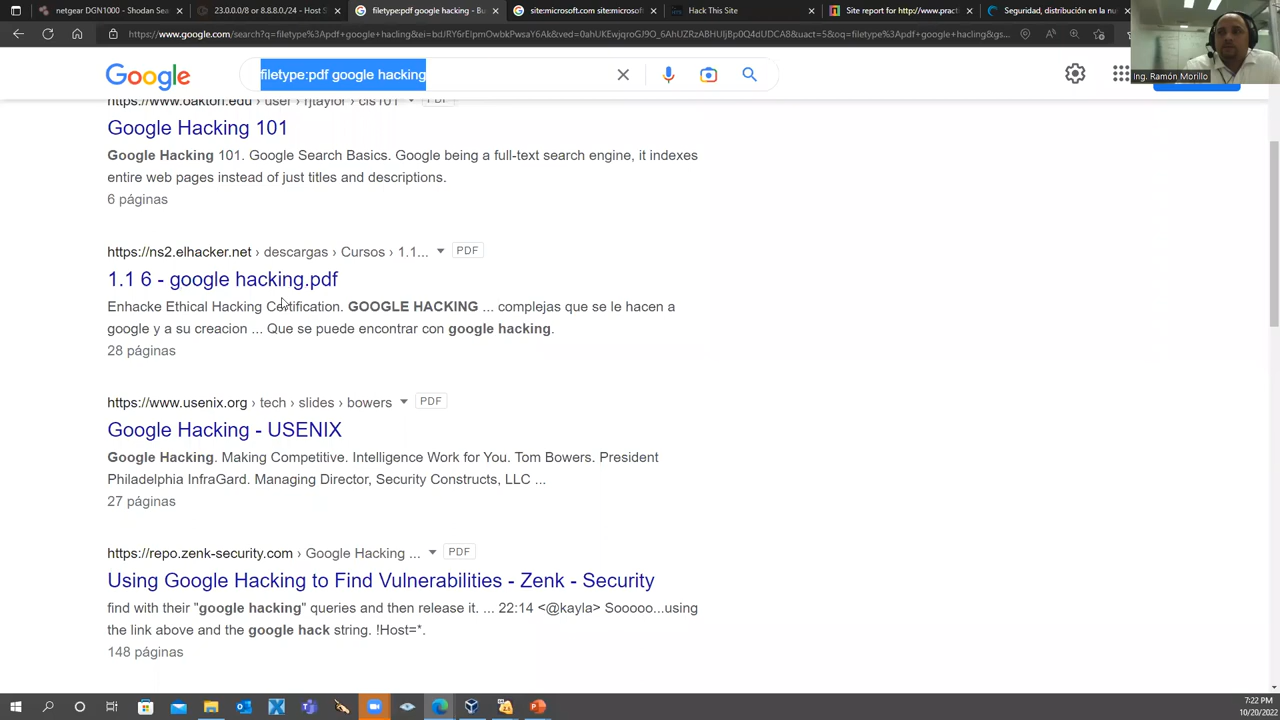 netgear DGN1000 - Shodan Sea
23.0.0.0/8 or 8.8.8.0/24 - Host S
filetype:pdf google hacking - Bu
site:microsoft.com site:microsof
Hack This Site
Site report for http://www.pract
Seguridad, distribución en la nu
Google
filetype:pdf google hacking
Ing. Ramón Morillo
https://www.oakton.edu › user › rjtaylor › cis101 PDF
Google Hacking 101
Google Hacking 101. Google Search Basics. Google being a full-text search engine, it indexes
entire web pages instead of just titles and descriptions.
6 páginas
https://ns2.elhacker.net › descargas › Cursos › 1.1... PDF
1.1 6 - google hacking.pdf
Enhacke Ethical Hacking Certification. GOOGLE HACKING ... complejas que se le hacen a
google y a su creacion ... Que se puede encontrar con google hacking.
28 páginas
https://www.usenix.org › tech › slides › bowers PDF
Google Hacking - USENIX
Google Hacking. Making Competitive. Intelligence Work for You. Tom Bowers. President
Philadelphia InfraGard. Managing Director, Security Constructs, LLC ...
27 páginas
https://repo.zenk-security.com › Google Hacking ... PDF
Using Google Hacking to Find Vulnerabilities - Zenk - Security
find with their "google hacking" queries and then release it. ... 22:14 <@kayla> Sooooo...using
the link above and the google hack string. !Host=*.
148 páginas
7:22 PM
10/20/2022